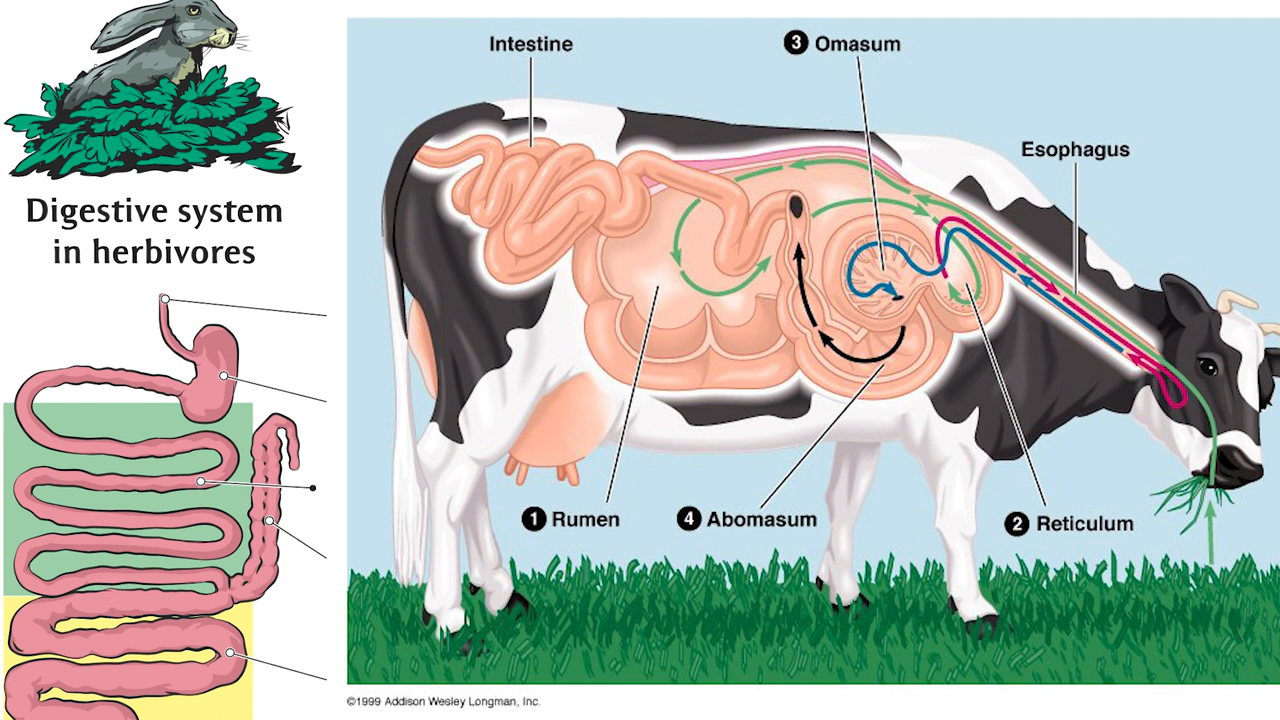 Digestive system
in herbivores
Intestine
3 Omasum
Esophagus
1 Rumen
4 Abomasum
2 Reticulum
©1999 Addison Wesley Longman, Inc.